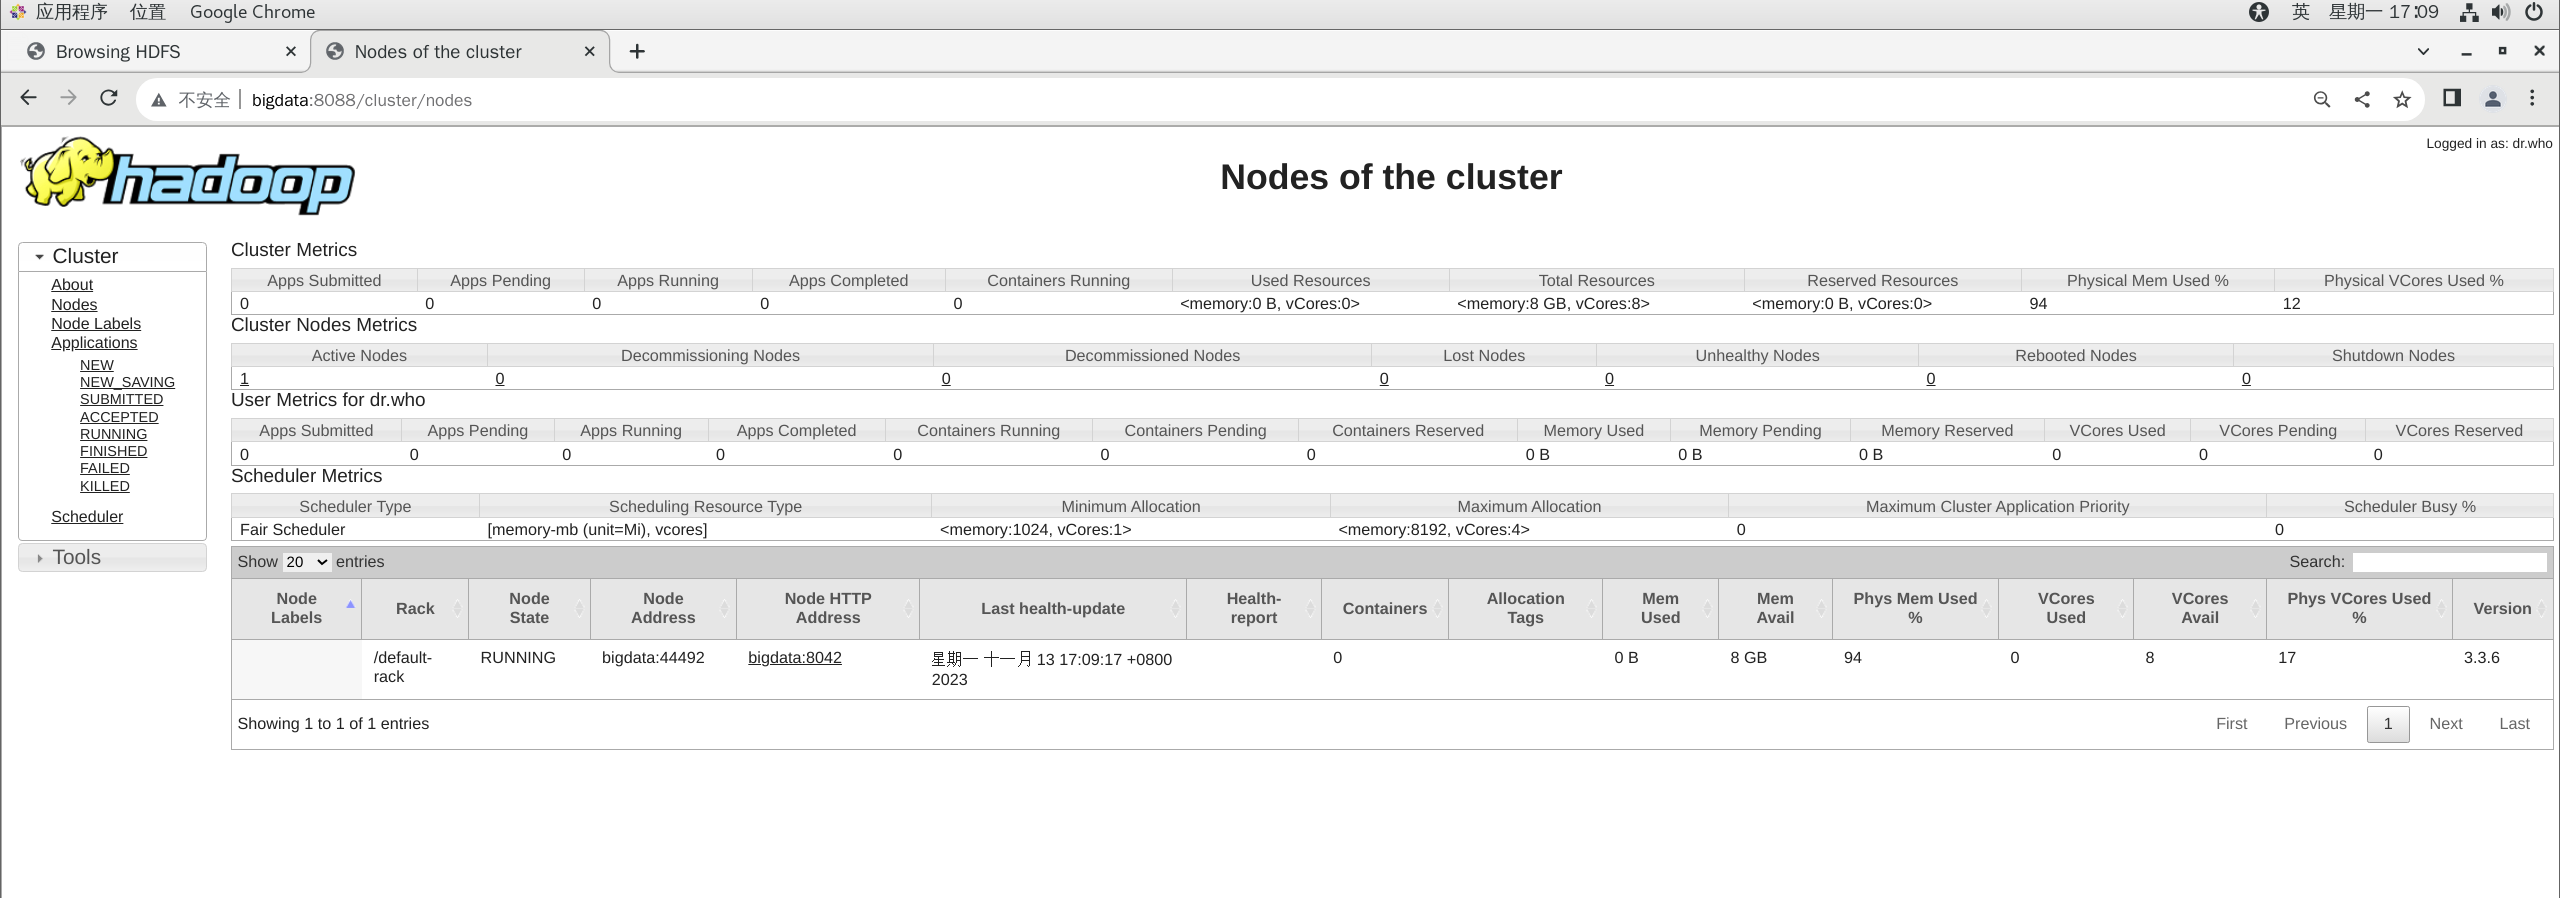 应用程序 位置 Google Chrome 英 星期一 17:09
Browsing HDFS Nodes of the cluster
不安全 bigdata:8088/cluster/nodes
Logged in as: dr.who
hadoop
Nodes of the cluster
Cluster
About
Nodes
Node Labels
Applications
NEW
NEW_SAVING
SUBMITTED
ACCEPTED
RUNNING
FINISHED
FAILED
KILLED
Scheduler
Tools
Cluster Metrics
Apps Submitted Apps Pending Apps Running Apps Completed Containers Running Used Resources Total Resources Reserved Resources Physical Mem Used % Physical VCores Used %
0 0 0 0 0 <memory:0 B, vCores:0> <memory:8 GB, vCores:8> <memory:0 B, vCores:0> 94 12
Cluster Nodes Metrics
Active Nodes Decommissioning Nodes Decommissioned Nodes Lost Nodes Unhealthy Nodes Rebooted Nodes Shutdown Nodes
1 0 0 0 0 0 0
User Metrics for dr.who
Apps Submitted Apps Pending Apps Running Apps Completed Containers Running Containers Pending Containers Reserved Memory Used Memory Pending Memory Reserved VCores Used VCores Pending VCores Reserved
0 0 0 0 0 0 0 0 B 0 B 0 B 0 0 0
Scheduler Metrics
Scheduler Type Scheduling Resource Type Minimum Allocation Maximum Allocation Maximum Cluster Application Priority Scheduler Busy %
Fair Scheduler [memory-mb (unit=Mi), vcores] <memory:1024, vCores:1> <memory:8192, vCores:4> 0 0
Show 20 entries Search:
Node Labels Rack Node State Node Address Node HTTP Address Last health-update Health-report Containers Allocation Tags Mem Used Mem Avail Phys Mem Used % VCores Used VCores Avail Phys VCores Used % Version
/default-rack RUNNING bigdata:44492 bigdata:8042 星期一 十一月 13 17:09:17 +0800 2023 0 0 B 8 GB 94 0 8 17 3.3.6
Showing 1 to 1 of 1 entries First Previous 1 Next Last